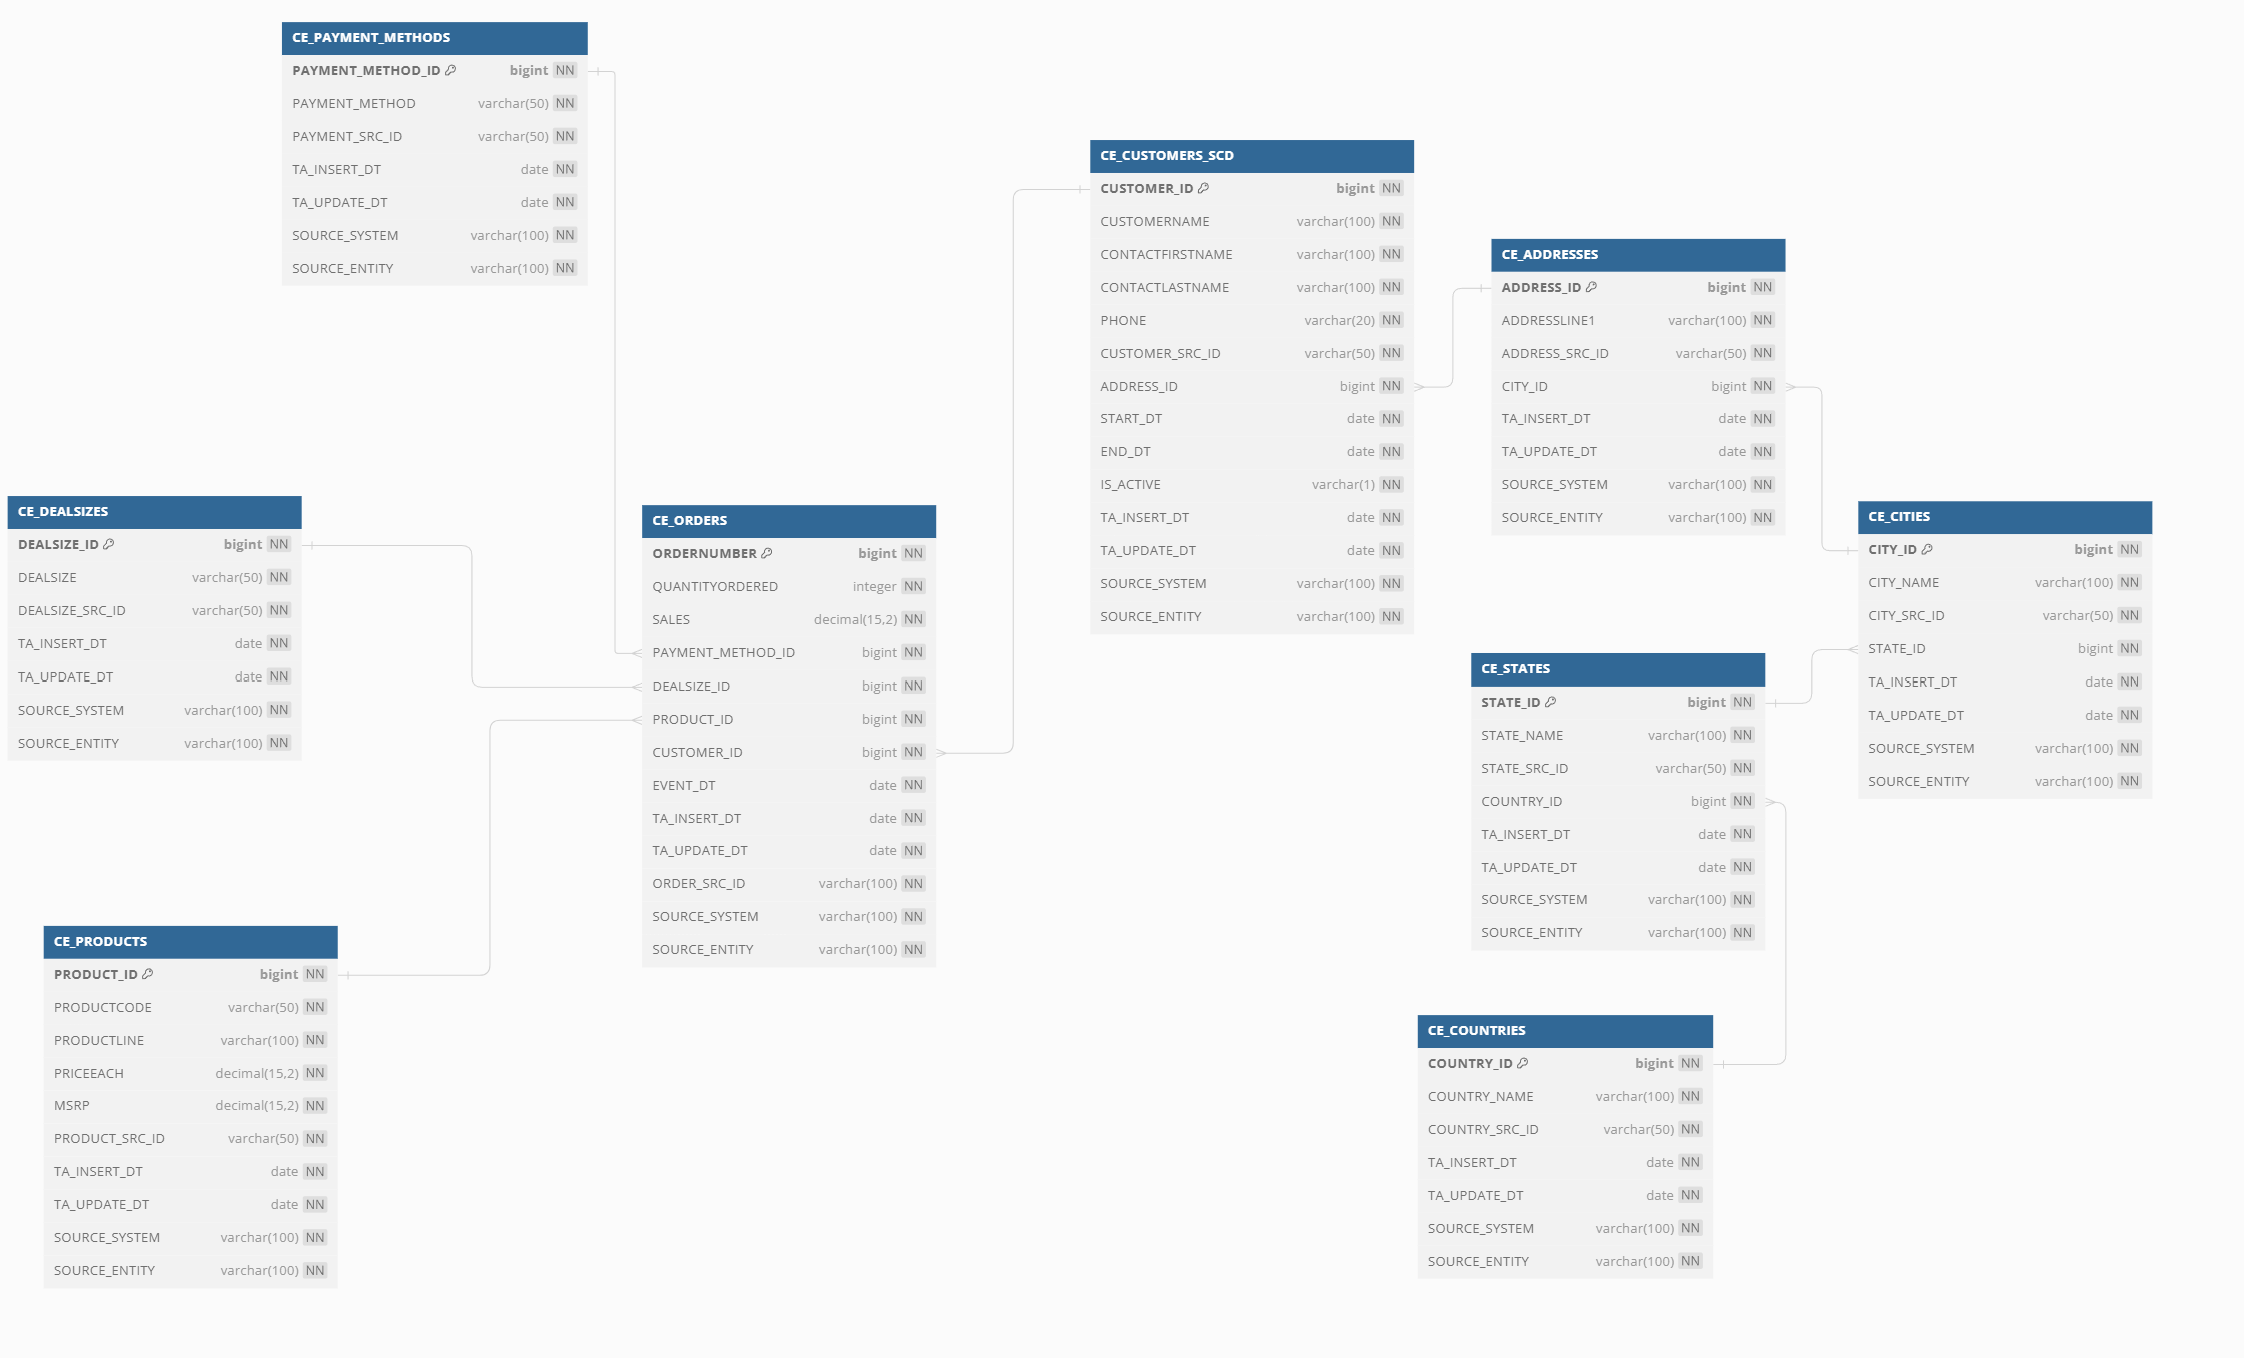 CE_PAYMENT_METHODS
PAYMENT_METHOD_ID bigint NN
PAYMENT_METHOD varchar(50) NN
PAYMENT_SRC_ID varchar(50) NN
TA_INSERT_DT date NN
TA_UPDATE_DT date NN
SOURCE_SYSTEM varchar(100) NN
SOURCE_ENTITY varchar(100) NN
CE_CUSTOMERS_SCD
CUSTOMER_ID bigint NN
CUSTOMERNAME varchar(100) NN
CONTACTFIRSTNAME varchar(100) NN
CONTACTLASTNAME varchar(100) NN
PHONE varchar(20) NN
CUSTOMER_SRC_ID varchar(50) NN
ADDRESS_ID bigint NN
START_DT date NN
END_DT date NN
IS_ACTIVE varchar(1) NN
TA_INSERT_DT date NN
TA_UPDATE_DT date NN
SOURCE_SYSTEM varchar(100) NN
SOURCE_ENTITY varchar(100) NN
CE_ADDRESSES
ADDRESS_ID bigint NN
ADDRESSLINE1 varchar(100) NN
ADDRESS_SRC_ID varchar(50) NN
CITY_ID bigint NN
TA_INSERT_DT date NN
TA_UPDATE_DT date NN
SOURCE_SYSTEM varchar(100) NN
SOURCE_ENTITY varchar(100) NN
CE_DEALSIZES
DEALSIZE_ID bigint NN
DEALSIZE varchar(50) NN
DEALSIZE_SRC_ID varchar(50) NN
TA_INSERT_DT date NN
TA_UPDATE_DT date NN
SOURCE_SYSTEM varchar(100) NN
SOURCE_ENTITY varchar(100) NN
CE_ORDERS
ORDERNUMBER bigint NN
QUANTITYORDERED integer NN
SALES decimal(15,2) NN
PAYMENT_METHOD_ID bigint NN
DEALSIZE_ID bigint NN
PRODUCT_ID bigint NN
CUSTOMER_ID bigint NN
EVENT_DT date NN
TA_INSERT_DT date NN
TA_UPDATE_DT date NN
ORDER_SRC_ID varchar(100) NN
SOURCE_SYSTEM varchar(100) NN
SOURCE_ENTITY varchar(100) NN
CE_CITIES
CITY_ID bigint NN
CITY_NAME varchar(100) NN
CITY_SRC_ID varchar(50) NN
STATE_ID bigint NN
TA_INSERT_DT date NN
TA_UPDATE_DT date NN
SOURCE_SYSTEM varchar(100) NN
SOURCE_ENTITY varchar(100) NN
CE_STATES
STATE_ID bigint NN
STATE_NAME varchar(100) NN
STATE_SRC_ID varchar(50) NN
COUNTRY_ID bigint NN
TA_INSERT_DT date NN
TA_UPDATE_DT date NN
SOURCE_SYSTEM varchar(100) NN
SOURCE_ENTITY varchar(100) NN
CE_PRODUCTS
PRODUCT_ID bigint NN
PRODUCTCODE varchar(50) NN
PRODUCTLINE varchar(100) NN
PRICEEACH decimal(15,2) NN
MSRP decimal(15,2) NN
PRODUCT_SRC_ID varchar(50) NN
TA_INSERT_DT date NN
TA_UPDATE_DT date NN
SOURCE_SYSTEM varchar(100) NN
SOURCE_ENTITY varchar(100) NN
CE_COUNTRIES
COUNTRY_ID bigint NN
COUNTRY_NAME varchar(100) NN
COUNTRY_SRC_ID varchar(50) NN
TA_INSERT_DT date NN
TA_UPDATE_DT date NN
SOURCE_SYSTEM varchar(100) NN
SOURCE_ENTITY varchar(100) NN